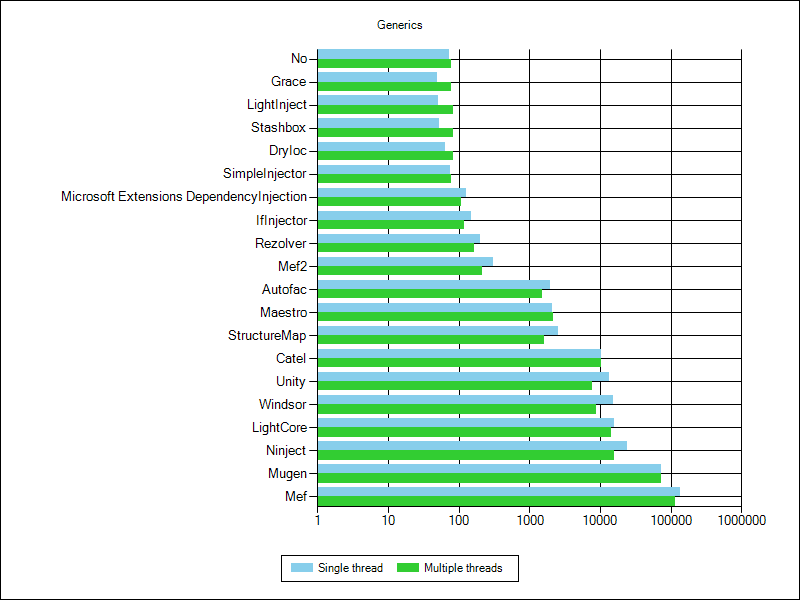 Generics
No
Grace
LightInject
Stashbox
DryIoc
SimpleInjector
Microsoft Extensions DependencyInjection
IfInjector
Rezolver
Mef2
Autofac
Maestro
StructureMap
Catel
Unity
Windsor
LightCore
Ninject
Mugen
Mef
1 10 100 1000 10000 100000 1000000
Single thread Multiple threads